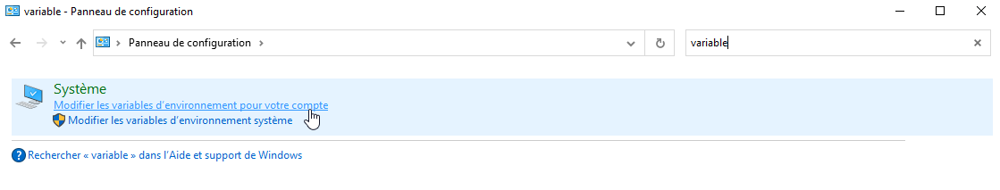 variable - Panneau de configuration
Panneau de configuration
variable
Système
Modifier les variables d’environnement pour votre compte
Modifier les variables d’environnement système
Rechercher « variable » dans l’Aide et support de Windows